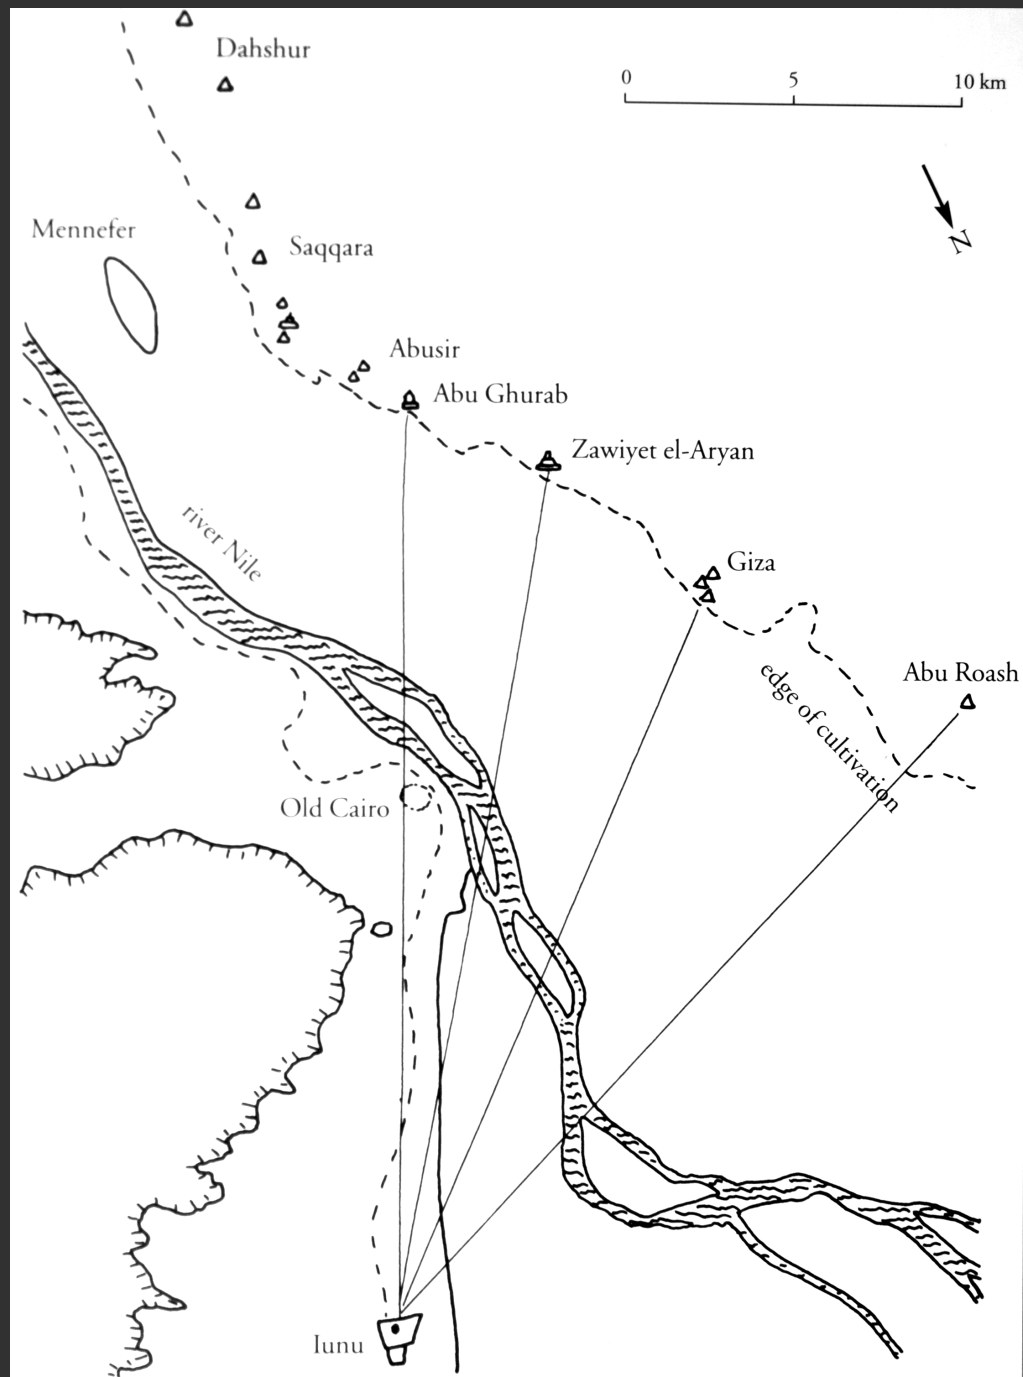 Dahshur
0 5 10 km
N
Mennefer
Saqqara
Abusir
Abu Ghurab
Zawiyet el-Aryan
river Nile
Giza
Abu Roash
edge of cultivation
Old Cairo
Iunu